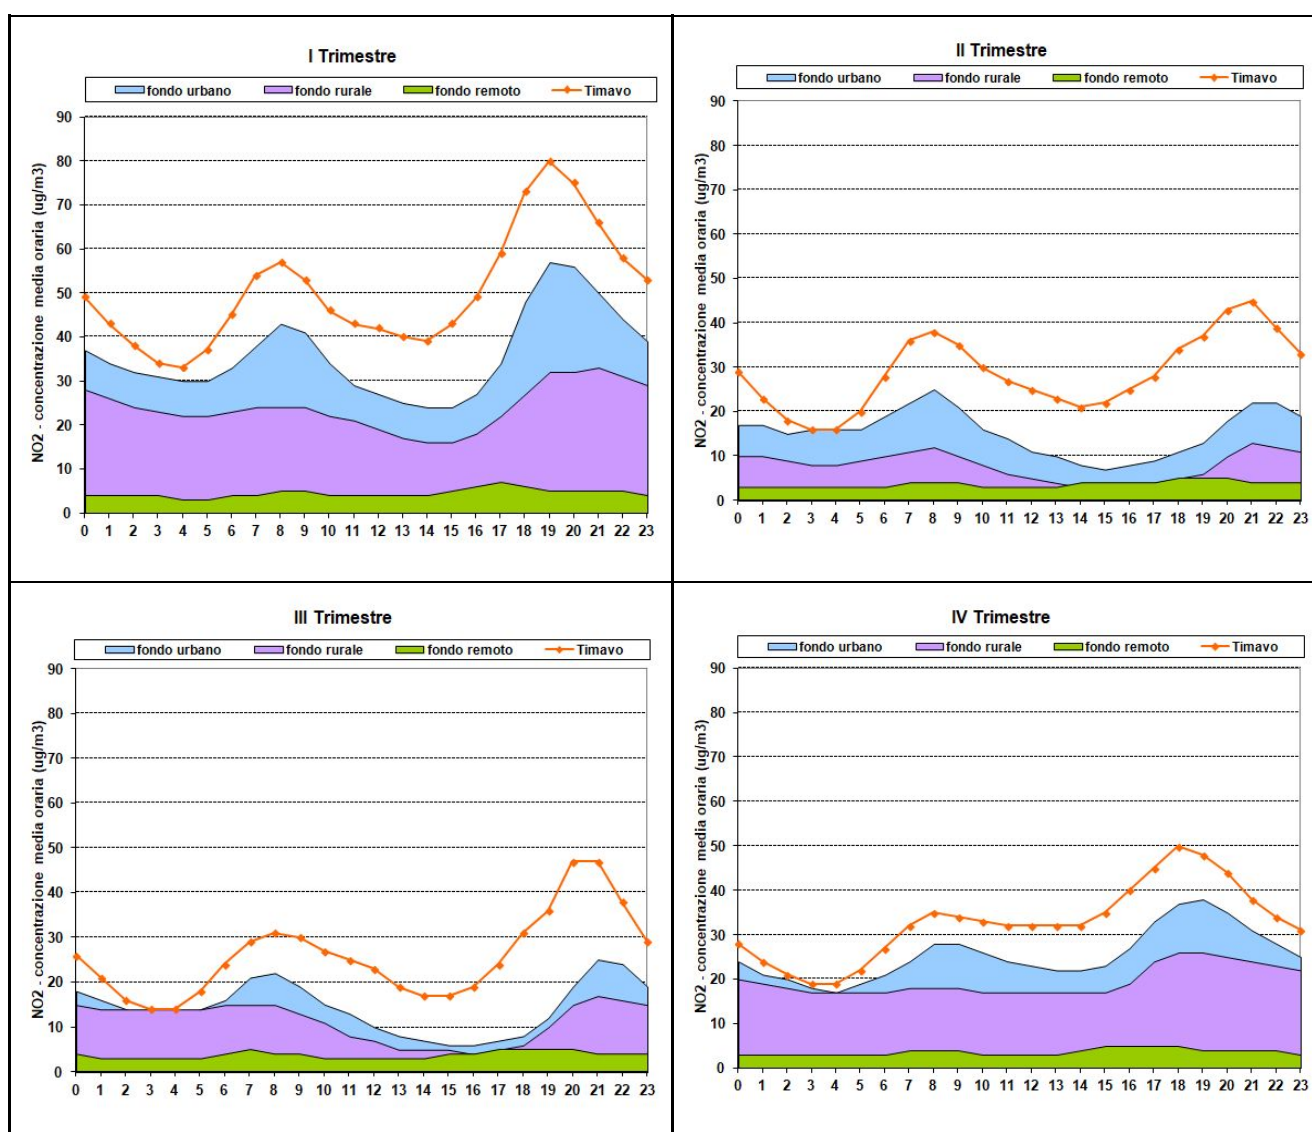 I Trimestre
fondo urbano fondo rurale fondo remoto Timavo
NO2 - concentrazione media oraria (ug/m3)
90
80
70
60
50
40
30
20
10
0
0 1 2 3 4 5 6 7 8 9 10 11 12 13 14 15 16 17 18 19 20 21 22 23
II Trimestre
fondo urbano fondo rurale fondo remoto Timavo
NO2 - concentrazione media oraria (ug/m3)
90
80
70
60
50
40
30
20
10
0
0 1 2 3 4 5 6 7 8 9 10 11 12 13 14 15 16 17 18 19 20 21 22 23
III Trimestre
fondo urbano fondo rurale fondo remoto Timavo
NO2 - concentrazione media oraria (ug/m3)
90
80
70
60
50
40
30
20
10
0
0 1 2 3 4 5 6 7 8 9 10 11 12 13 14 15 16 17 18 19 20 21 22 23
IV Trimestre
fondo urbano fondo rurale fondo remoto Timavo
NO2 - concentrazione media oraria (ug/m3)
90
80
70
60
50
40
30
20
10
0
0 1 2 3 4 5 6 7 8 9 10 11 12 13 14 15 16 17 18 19 20 21 22 23